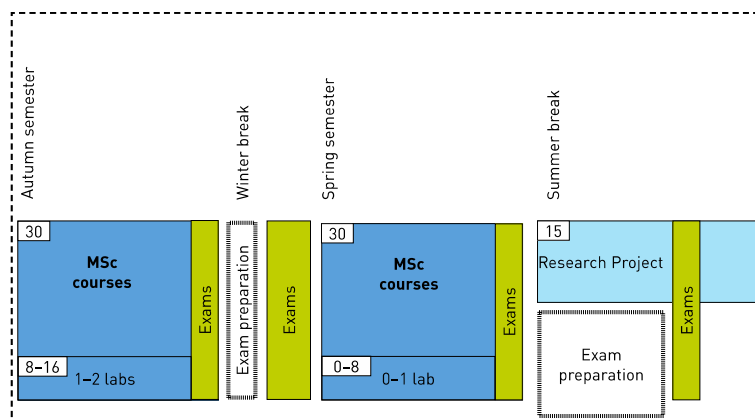 Autumn semester
Winter break
Spring semester
Summer break
30
MSc
courses
8–16
1–2 labs
Exams
Exam preparation
Exams
30
MSc
courses
0–8
0–1 lab
Exams
15
Research Project
Exam
preparation
Exams